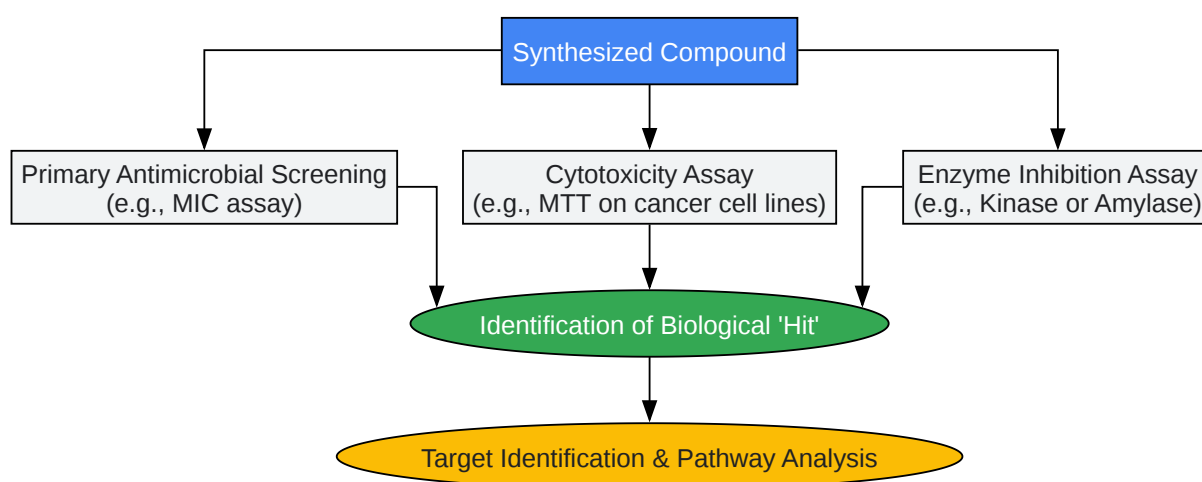 Synthesized Compound
Primary Antimicrobial Screening
(e.g., MIC assay)
Cytotoxicity Assay
(e.g., MTT on cancer cell lines)
Enzyme Inhibition Assay
(e.g., Kinase or Amylase)
Identification of Biological 'Hit'
Target Identification & Pathway Analysis